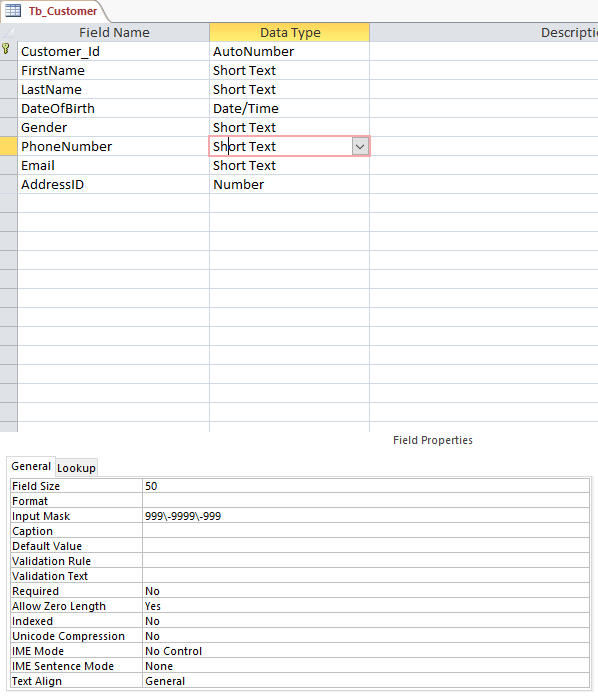 Tb_Customer
Field Name Data Type Descripti
Customer_Id AutoNumber
FirstName Short Text
LastName Short Text
DateOfBirth Date/Time
Gender Short Text
PhoneNumber Short Text
Email Short Text
AddressID Number
Field Properties
General Lookup
Field Size 50
Format
Input Mask 999\-9999\-999
Caption
Default Value
Validation Rule
Validation Text
Required No
Allow Zero Length Yes
Indexed No
Unicode Compression No
IME Mode No Control
IME Sentence Mode None
Text Align General